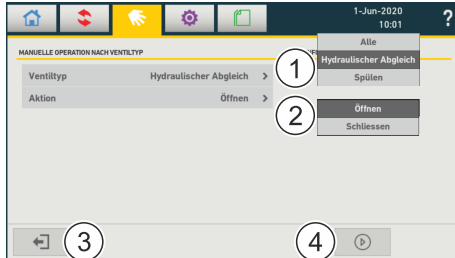 1-Jun-2020
10:01
?
MANUELLE OPERATION NACH VENTILTYP
Alle
Hydraulischer Abgleich
Spülen
1
Ventiltyp Hydraulischer Abgleich >
Aktion Öffnen >
Öffnen
Schliessen
2
3
4